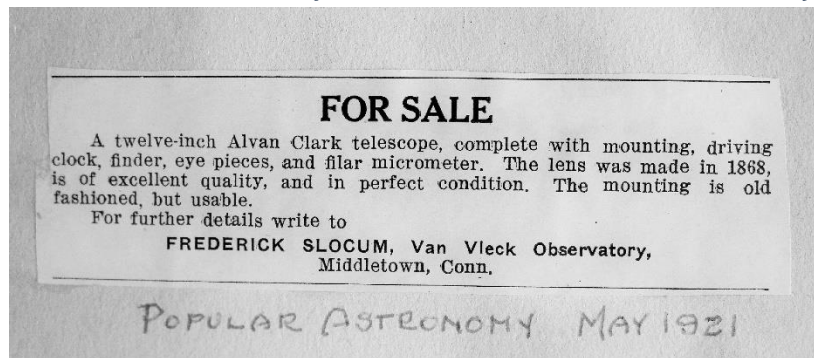 FOR SALE
A twelve-inch Alvan Clark telescope, complete with mounting, driving
clock, finder, eye pieces, and filar micrometer. The lens was made in 1868,
is of excellent quality, and in perfect condition. The mounting is old
fashioned, but usable.
For further details write to
FREDERICK SLOCUM, Van Vleck Observatory,
Middletown, Conn.
POPULAR ASTRONOMY MAY 1921